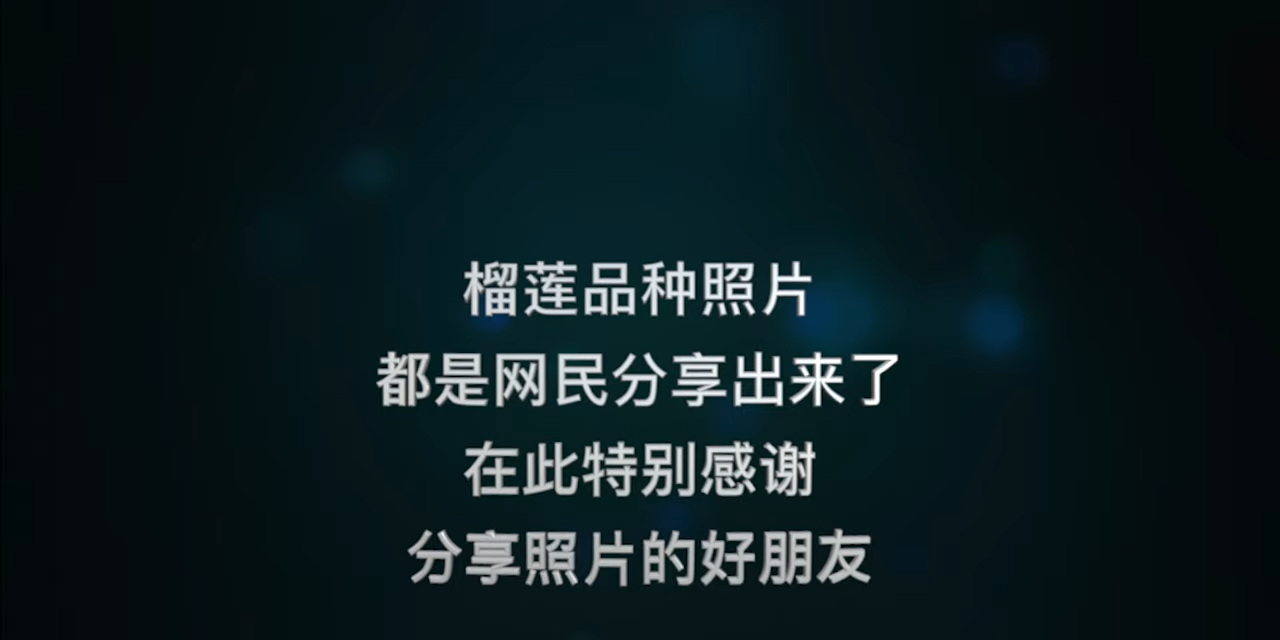 榴莲品种照片
都是网民分享出来了
在此特别感谢
分享照片的好朋友